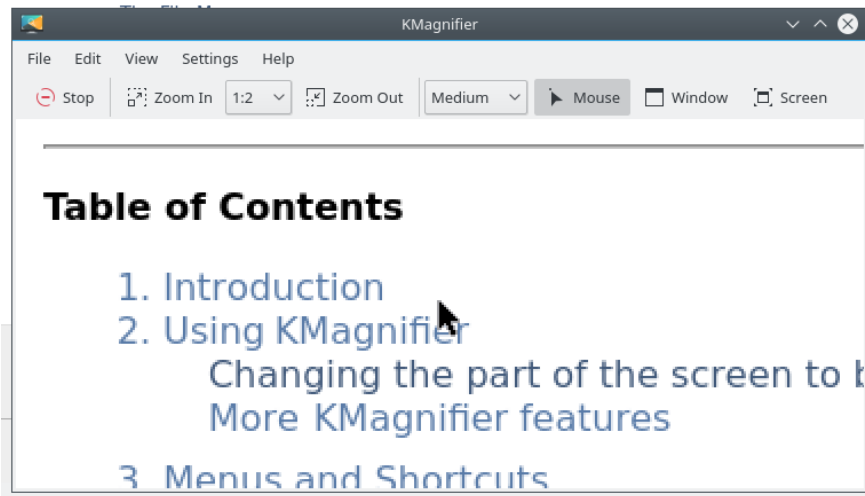 KMagnifier
File Edit View Settings Help
Stop Zoom In 1:2 Zoom Out Medium Mouse Window Screen
Table of Contents
1. Introduction
2. Using KMagnifier
Changing the part of the screen to
More KMagnifier features
3. Menus and Shortcuts